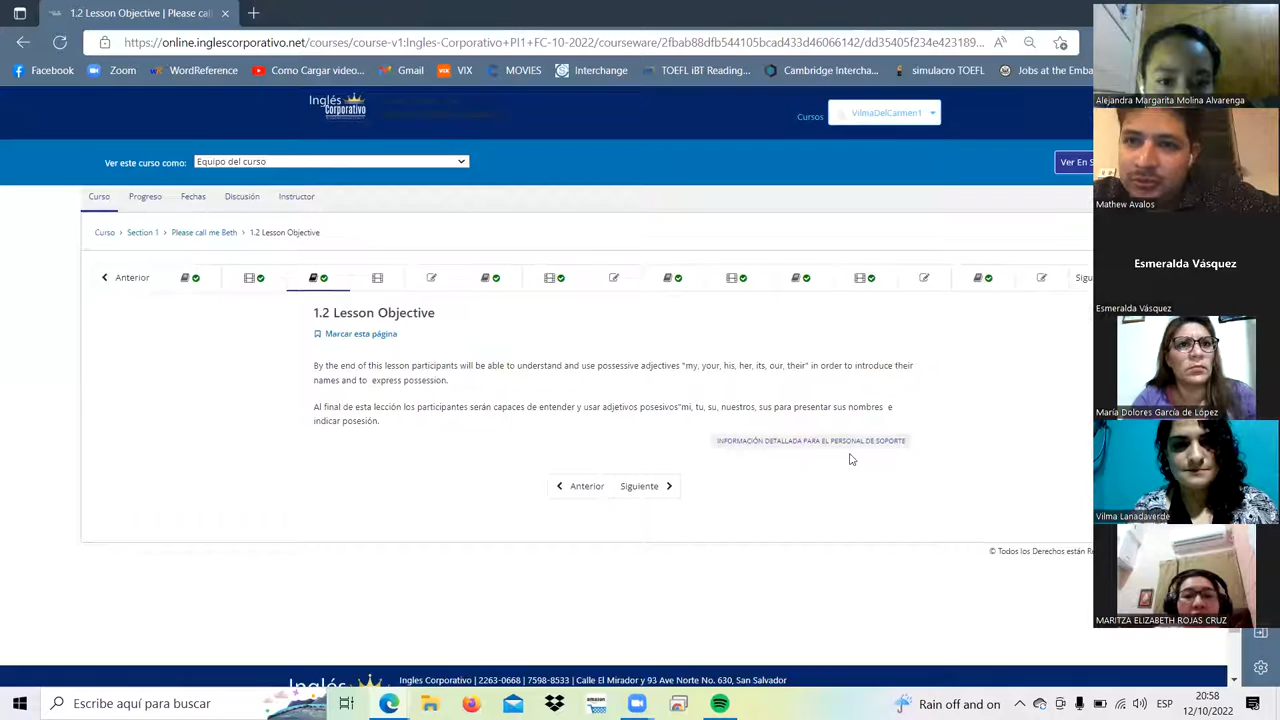 1.2 Lesson Objective | Please call
https://online.inglescorporativo.net/courses/course-v1:Ingles-Corporativo+PI1+FC-10-2022/courseware/2fbab88dfb544105bcad433d46066142/dd35405f234e423189...
Facebook Zoom WordReference Como Cargar video... Gmail VIX MOVIES Interchange TOEFL iBT Reading... Cambridge Intercha... simulacro TOEFL Jobs at the Emba
Inglés Corporativo
Cursos VilmaDelCarmen1
Ver este curso como: Equipo del curso Ver En S
Curso Progreso Fechas Discusión Instructor
Curso > Section 1 > Please call me Beth > 1.2 Lesson Objective
Anterior Sigu
1.2 Lesson Objective
Marcar esta página
By the end of this lesson participants will be able to understand and use possessive adjectives "my, your, his, her, its, our, their" in order to introduce their
names and to express possession.
Al final de esta lección los participantes serán capaces de entender y usar adjetivos posesivos"mi, tu, su, nuestros, sus para presentar sus nombres e
indicar posesión.
INFORMACIÓN DETALLADA PARA EL PERSONAL DE SOPORTE
Anterior Siguiente
© Todos los Derechos están Re
Inglés
Ingles Corporativo | 2263-0668 | 7598-8533 | Calle El Mirador y 93 Ave Norte No. 630, San Salvador
Escribe aquí para buscar
Rain off and on
ESP
20:58
12/10/2022
Alejandra Margarita Molina Alvarenga
Mathew Avalos
Esmeralda Vásquez
Esmeralda Vásquez
María Dolores García de López
Vilma Lanadaverde
MARITZA ELIZABETH ROJAS CRUZ